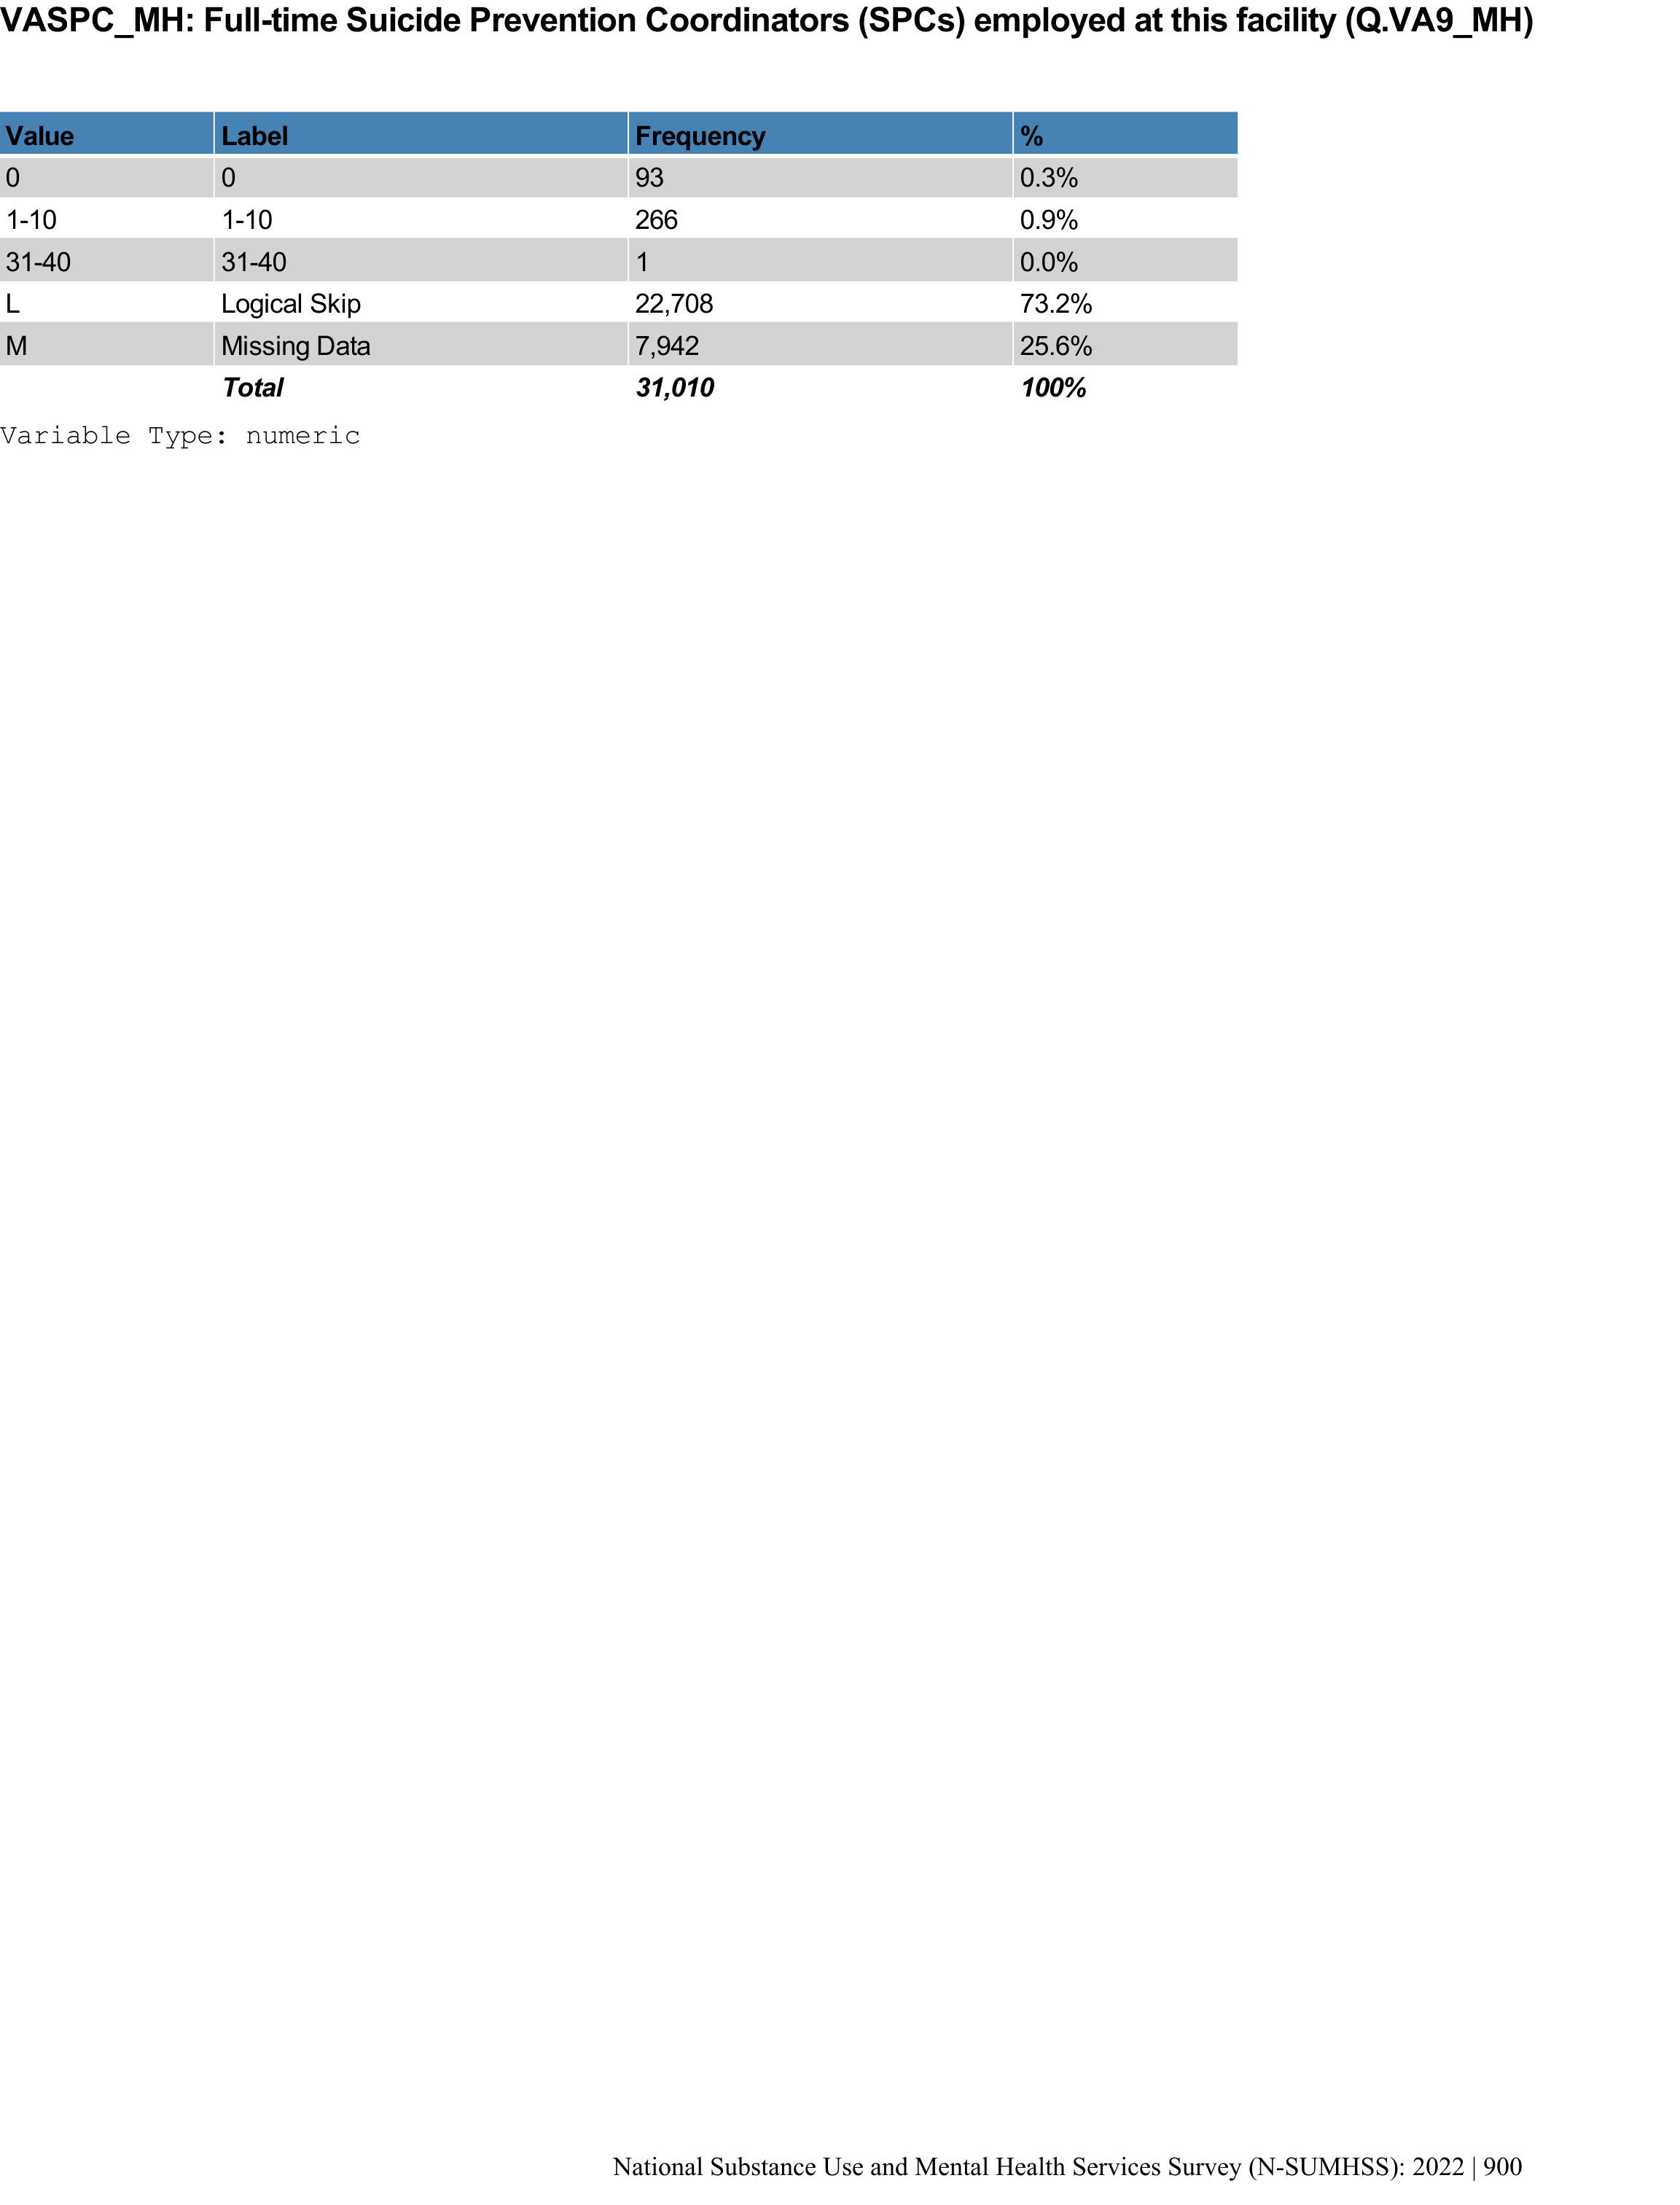 VASPC_MH: Full-time Suicide Prevention Coordinators (SPCs) employed at this facility (Q.VA9_MH)
Value Label Frequency %
0 0 93 0.3%
1-10 1-10 266 0.9%
31-40 31-40 1 0.0%
L Logical Skip 22,708 73.2%
M Missing Data 7,942 25.6%
Total 31,010 100%
Variable Type: numeric
National Substance Use and Mental Health Services Survey (N-SUMHSS): 2022 | 900